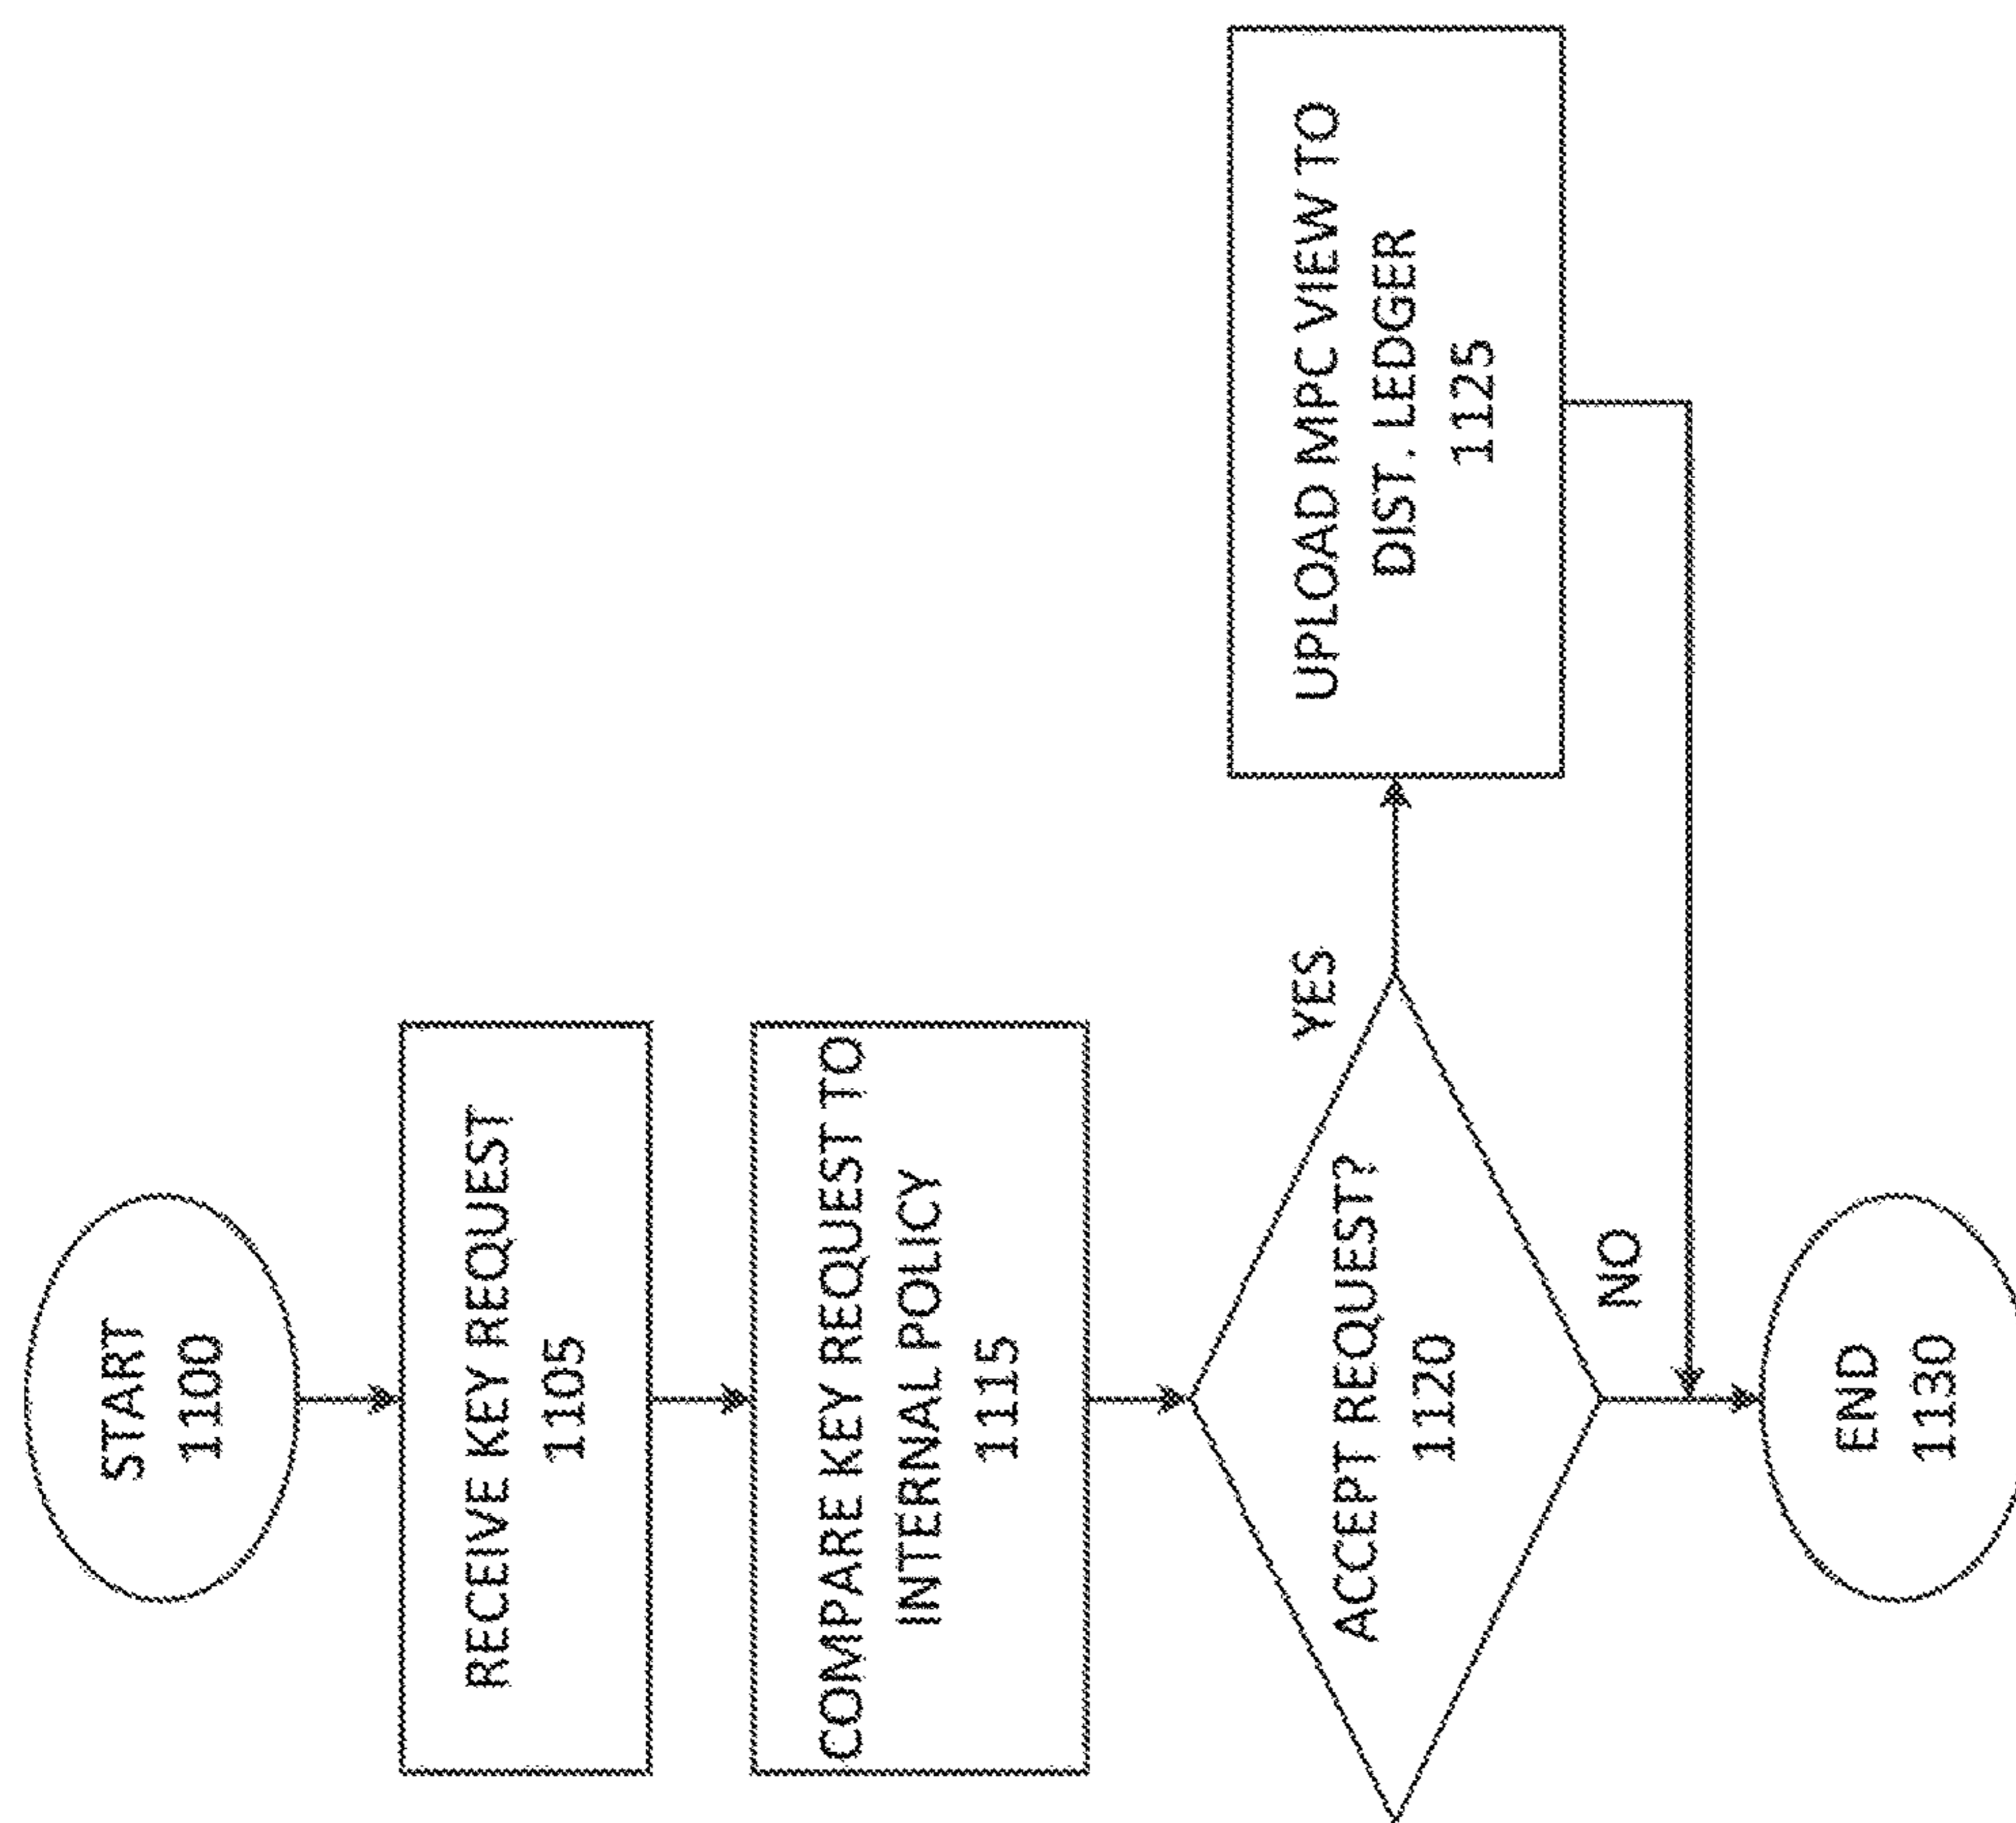 START
1100
RECEIVE KEY REQUEST
1105
COMPARE KEY REQUEST TO
INTERNAL POLICY
1115
ACCEPT REQUEST?
1120
YES
UPLOAD MPC VIEW TO
DIST. LEDGER
1125
NO
END
1130